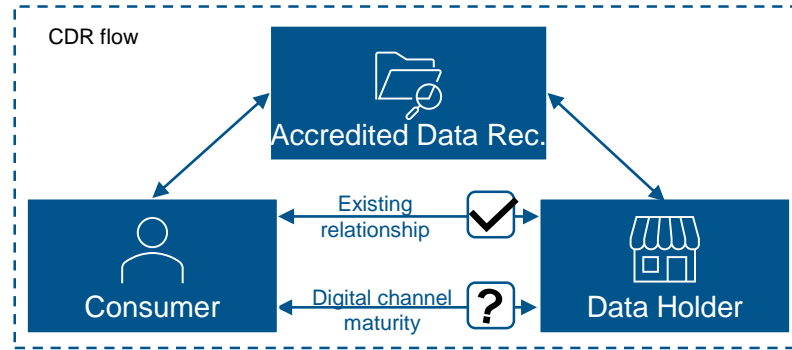 CDR flow
Accredited Data Rec.
Existing
relationship
Digital channel
maturity
?
Consumer
Data Holder